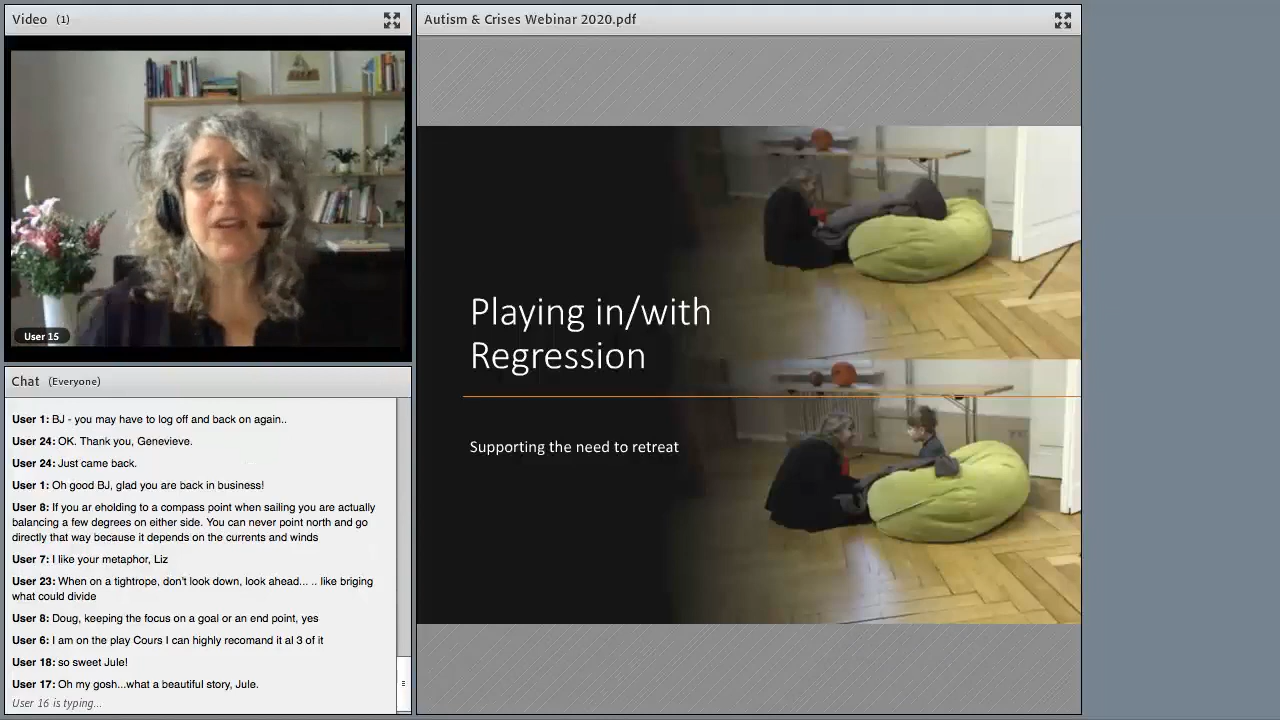 Video (1)
User 15
Chat (Everyone)
User 1: BJ - you may have to log off and back on again..
User 24: OK. Thank you, Genevieve.
User 24: Just came back.
User 1: Oh good BJ, glad you are back in business!
User 8: If you ar eholding to a compass point when sailing you are actually
balancing a few degrees on either side. You can never point north and go
directly that way because it depends on the currents and winds
User 7: I like your metaphor, Liz
User 23: When on a tightrope, don't look down, look ahead... .. like briging
what could divide
User 8: Doug, keeping the focus on a goal or an end point, yes
User 6: I am on the play Cours I can highly recomand it al 3 of it
User 18: so sweet Jule!
User 17: Oh my gosh...what a beautiful story, Jule.
User 16 is typing...
Autism & Crises Webinar 2020.pdf
Playing in/with
Regression
Supporting the need to retreat